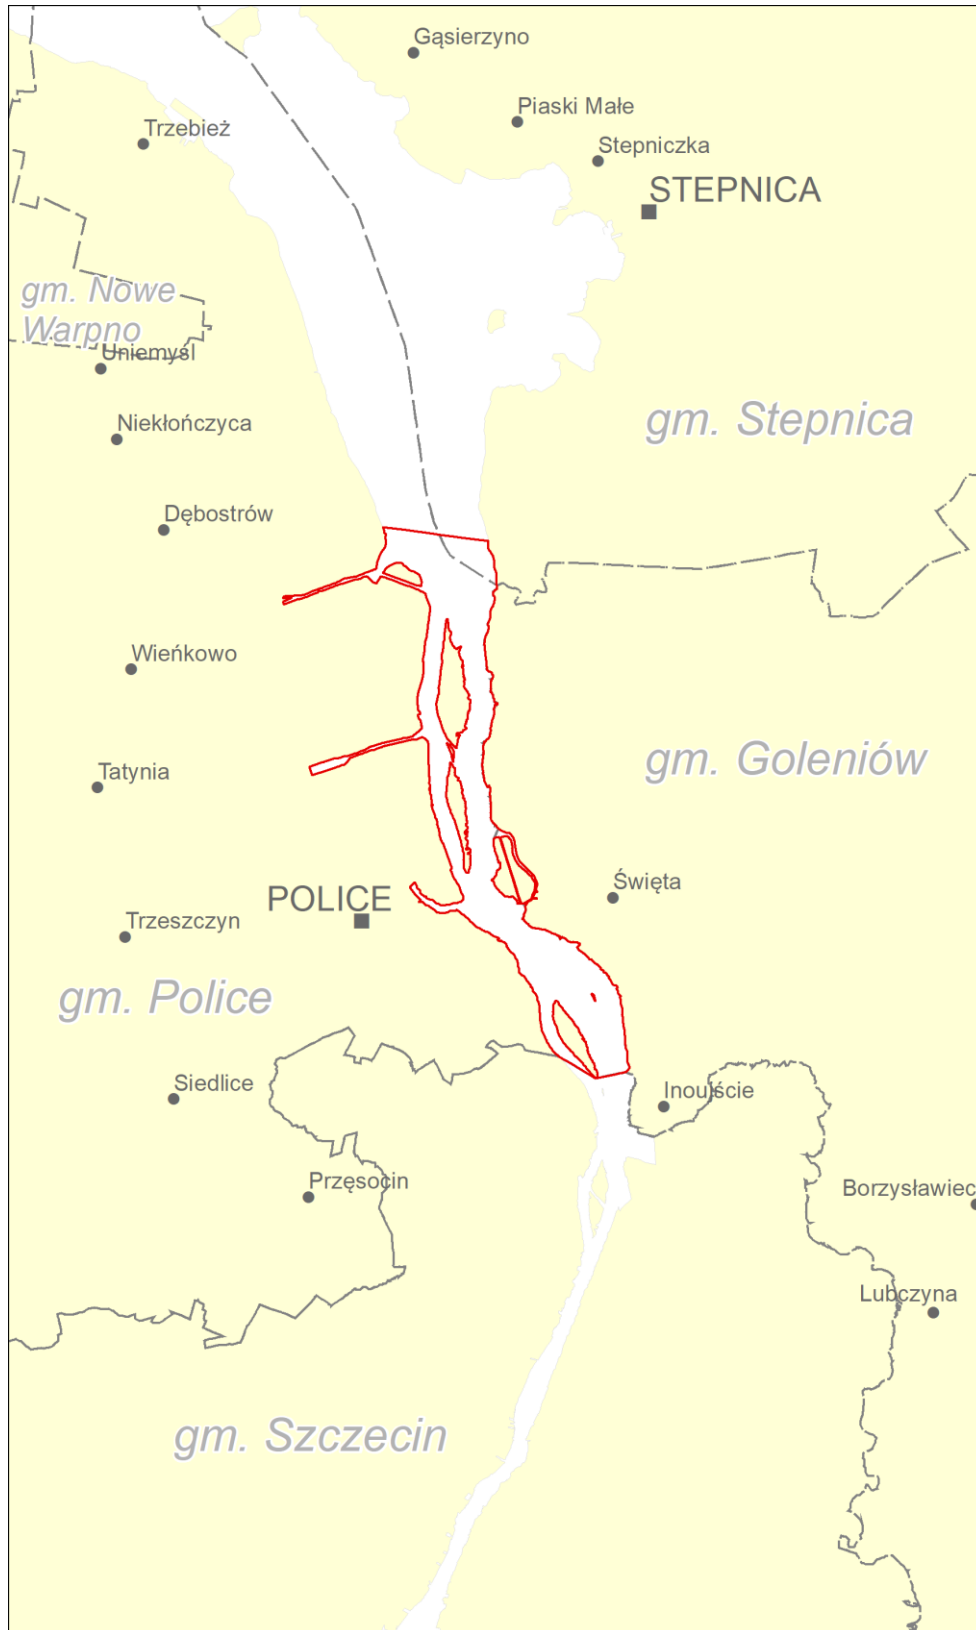 Gąsierzyno
Piaski Małe
Trzebież
Stepniczka
STEPNICA
gm. Nowe
Warpno
Uniemyśl
Niekłończyca
gm. Stepnica
Dębostrów
Wieńkowo
gm. Goleniów
Tatynia
Święta
POLICE
Trzeszczyn
gm. Police
Siedlice
Inoujście
Przęsocin
Borzysławiec
Lubczyna
gm. Szczecin